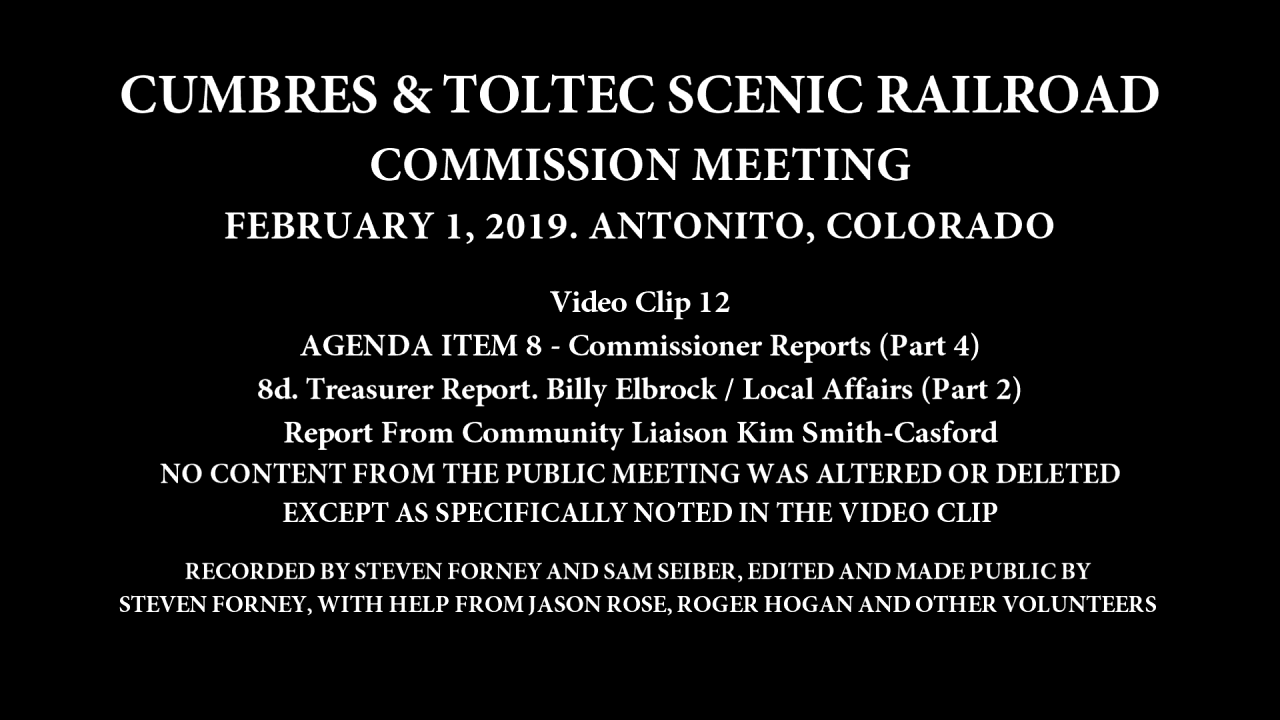 CUMBRES & TOLTEC SCENIC RAILROAD
COMMISSION MEETING
FEBRUARY 1, 2019. ANTONITO, COLORADO
Video Clip 12
AGENDA ITEM 8 - Commissioner Reports (Part 4)
8d. Treasurer Report. Billy Elbrock / Local Affairs (Part 2)
Report From Community Liaison Kim Smith-Casford
NO CONTENT FROM THE PUBLIC MEETING WAS ALTERED OR DELETED
EXCEPT AS SPECIFICALLY NOTED IN THE VIDEO CLIP
RECORDED BY STEVEN FORNEY AND SAM SEIBER, EDITED AND MADE PUBLIC BY
STEVEN FORNEY, WITH HELP FROM JASON ROSE, ROGER HOGAN AND OTHER VOLUNTEERS